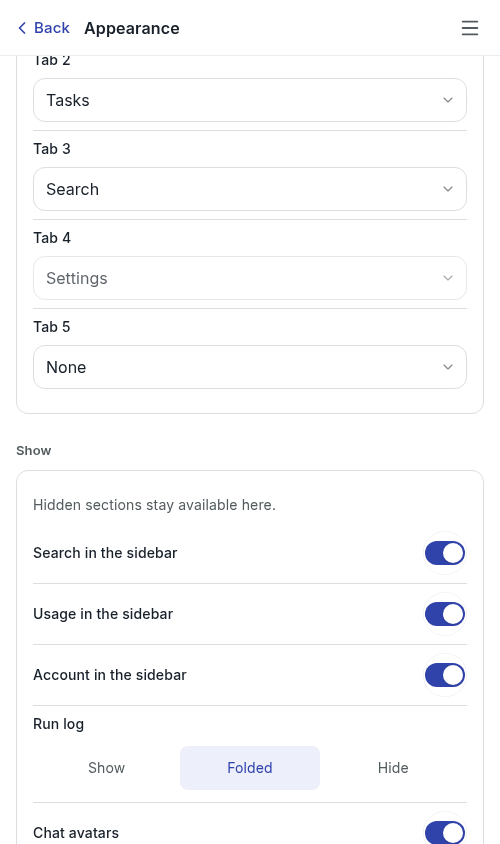 Back
Appearance
Tab 2
Tasks
Tab 3
Search
Tab 4
Settings
Tab 5
None
Show
Hidden sections stay available here.
Search in the sidebar
Usage in the sidebar
Account in the sidebar
Run log
Show
Folded
Hide
Chat avatars